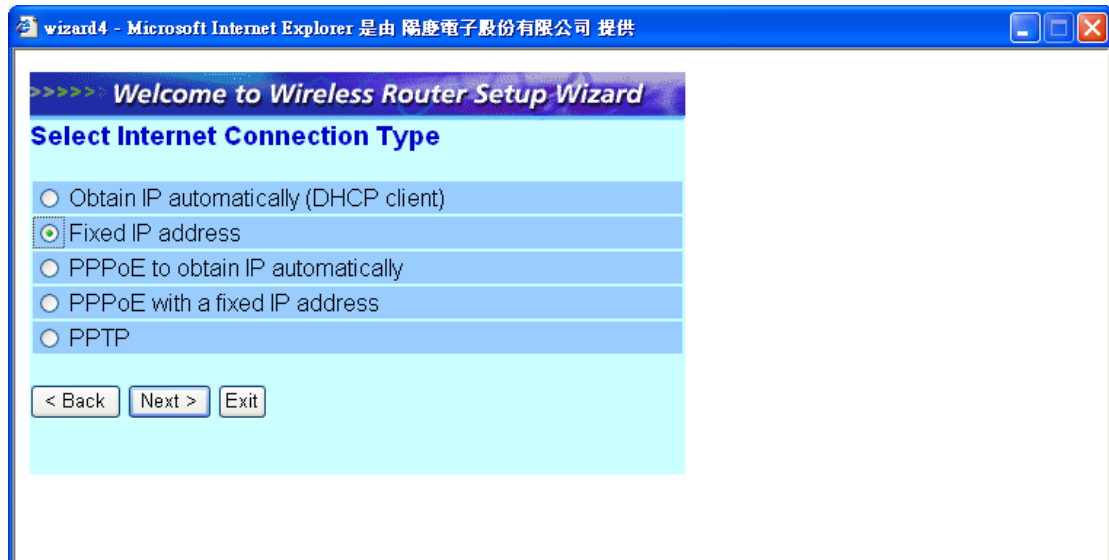 wizard4 - Microsoft Internet Explorer 是由 陽慶電子股份有限公司 提供
>>>>> Welcome to Wireless Router Setup Wizard
Select Internet Connection Type
Obtain IP automatically (DHCP client)
Fixed IP address
PPPoE to obtain IP automatically
PPPoE with a fixed IP address
PPTP
< Back Next > Exit